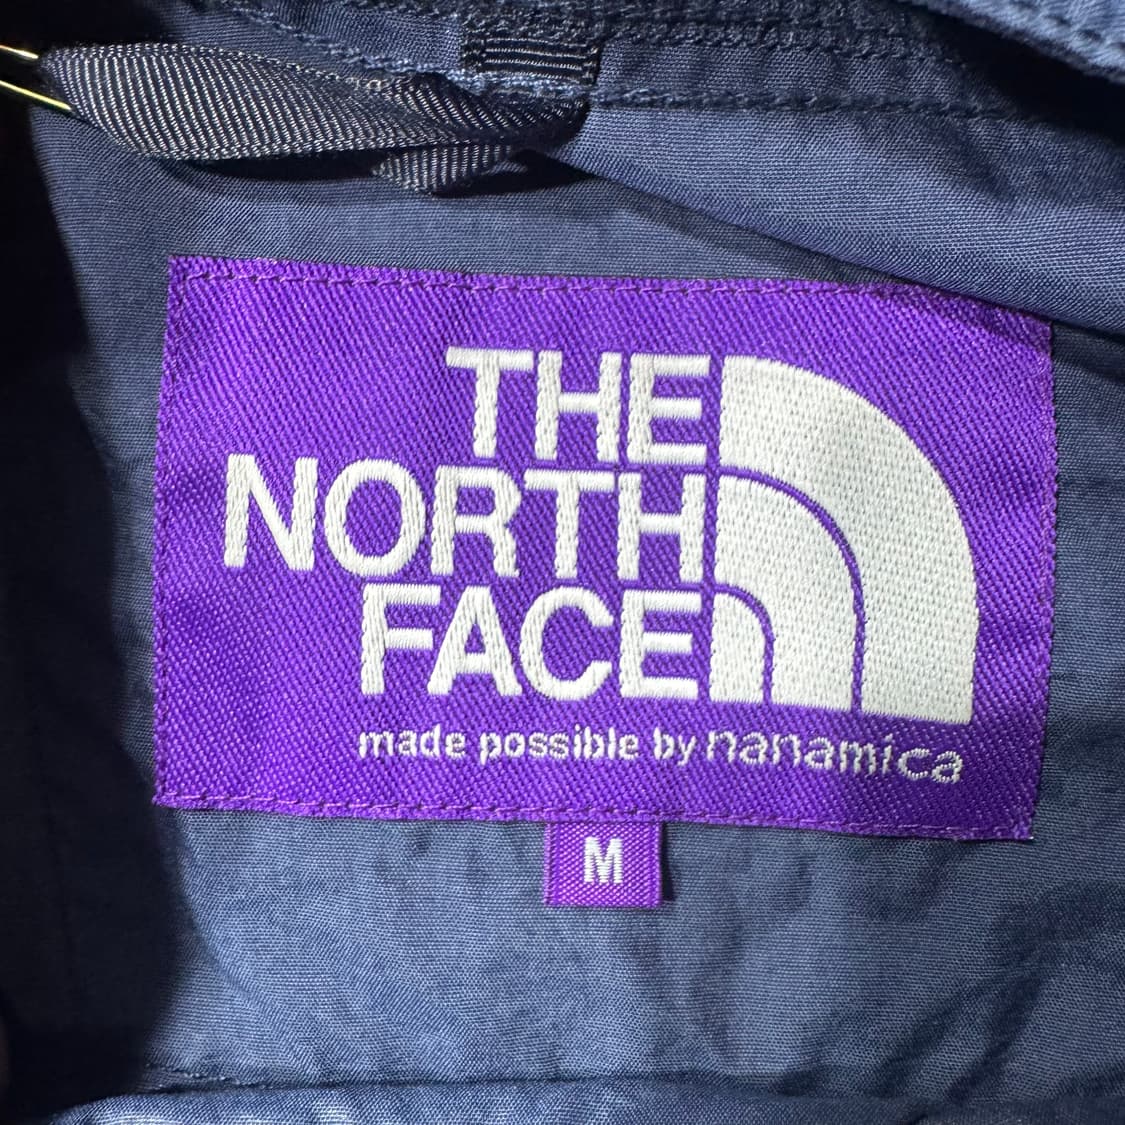 THE
NORTH
FACE
made possible by nanamica
M